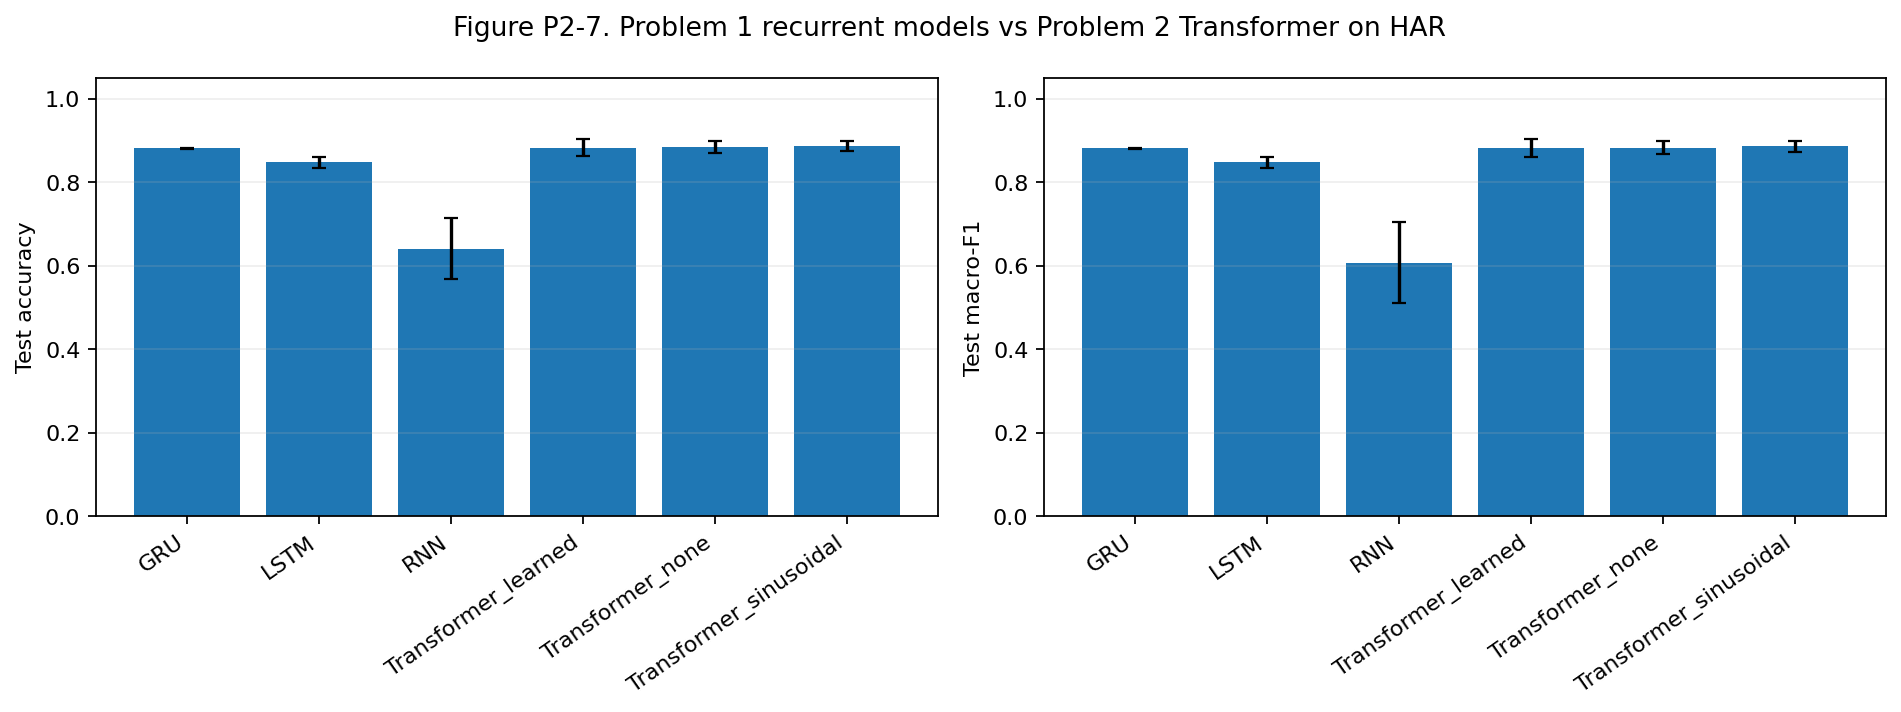 Figure P2-7. Problem 1 recurrent models vs Problem 2 Transformer on HAR
Test accuracy
1.0
0.8
0.6
0.4
0.2
0.0
GRU
LSTM
RNN
Transformer_learned
Transformer_none
Transformer_sinusoidal
Test macro-F1
1.0
0.8
0.6
0.4
0.2
0.0
GRU
LSTM
RNN
Transformer_learned
Transformer_none
Transformer_sinusoidal